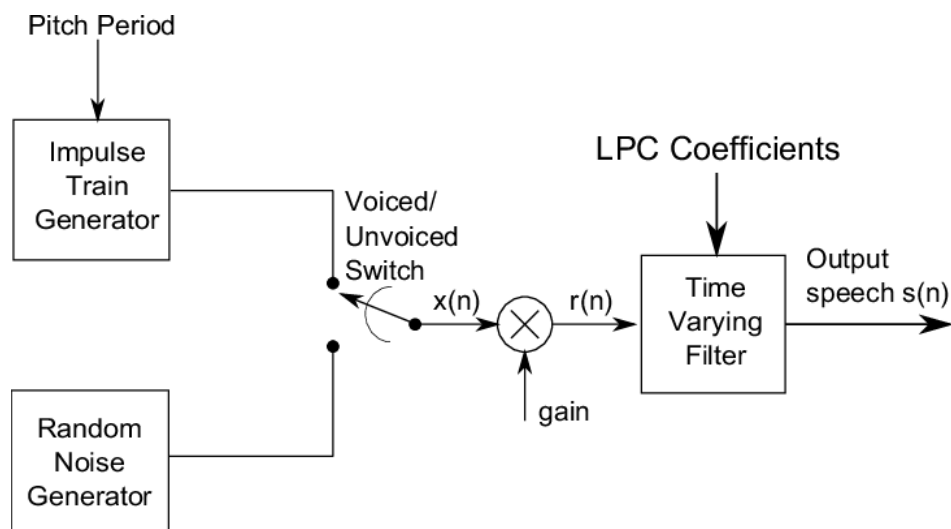 Pitch Period
Impulse
Train
Generator
Voiced/
Unvoiced
Switch
x(n)
gain
r(n)
LPC Coefficients
Time
Varying
Filter
Output
speech s(n)
Random
Noise
Generator